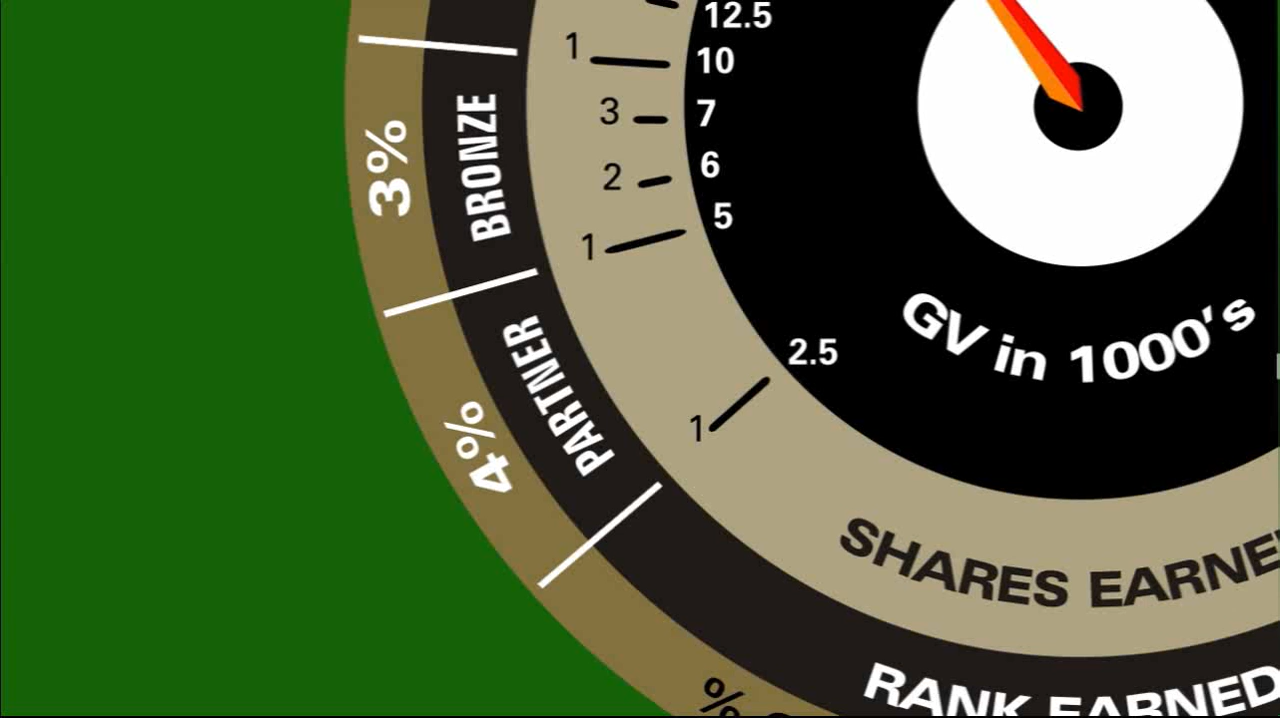 12.5
1 10
3 7
2 6
1 5
1 2.5
3%
BRONZE
4%
PARTNER
GV in 1000's
SHARES EARNE
RANK EARNED
%